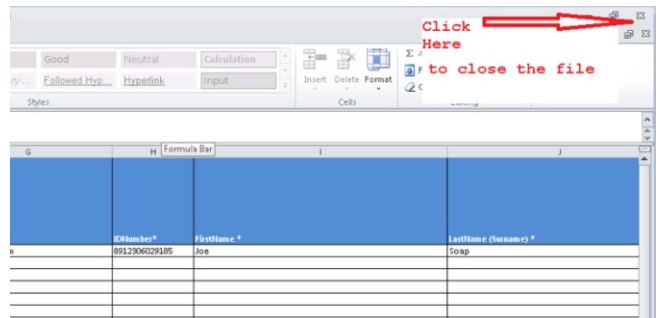 Click
Here
to close the file
Good Neutral Calculation
Followed Hyp... Hyperlink Input
Insert Delete Format
Styles Cells
G H I J
Formula Bar
IDNumber* FirstName * LastName (Surname) *
8912306029185 Joe Soap